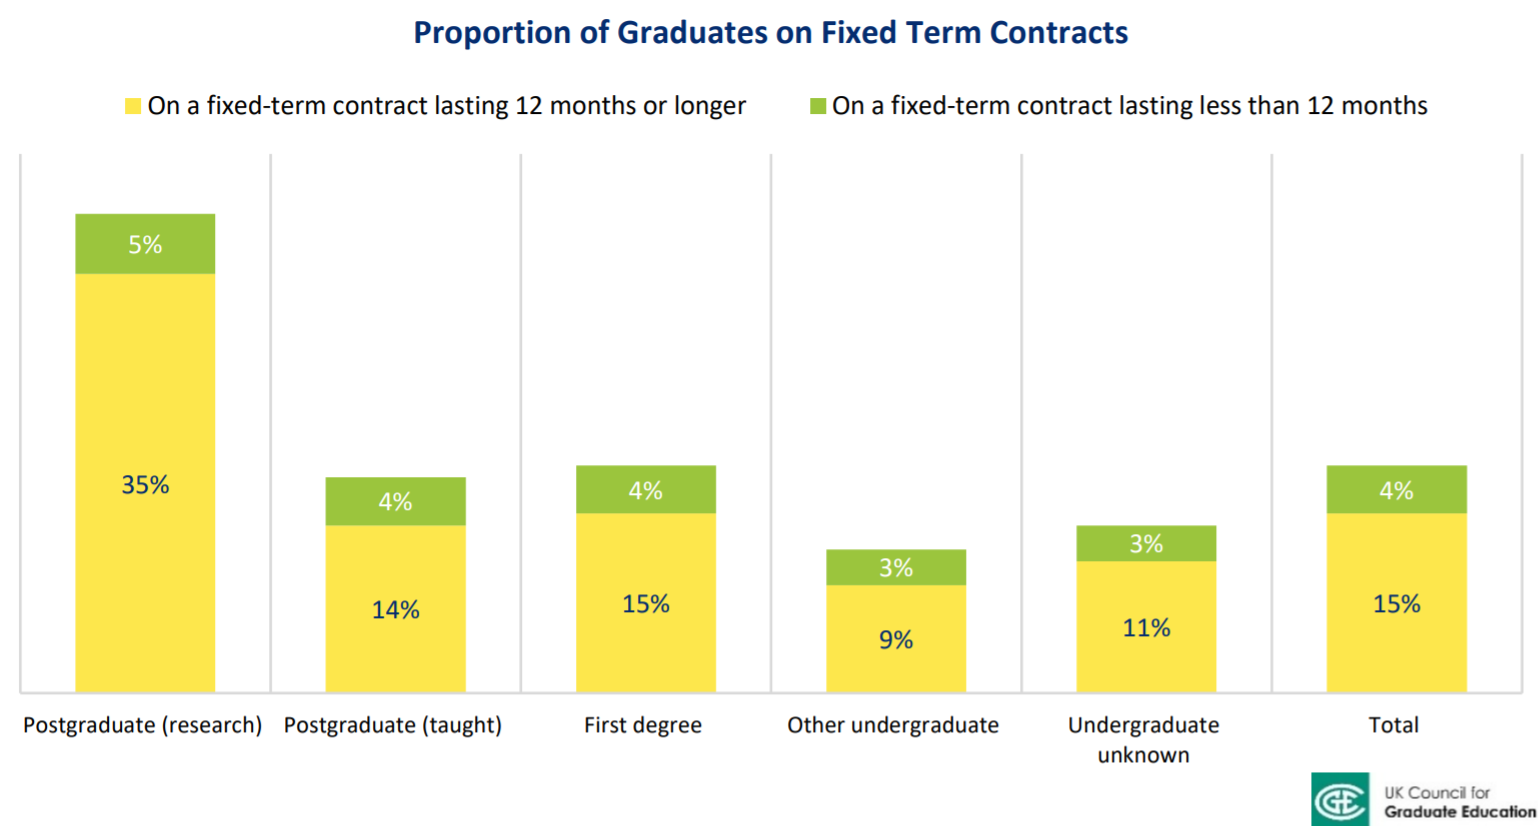 Proportion of Graduates on Fixed Term Contracts
On a fixed-term contract lasting 12 months or longer
On a fixed-term contract lasting less than 12 months
5%
35%
4%
14%
4%
15%
3%
9%
3%
11%
4%
15%
Postgraduate (research)
Postgraduate (taught)
First degree
Other undergraduate
Undergraduate
unknown
Total
UK Council for
Graduate Education